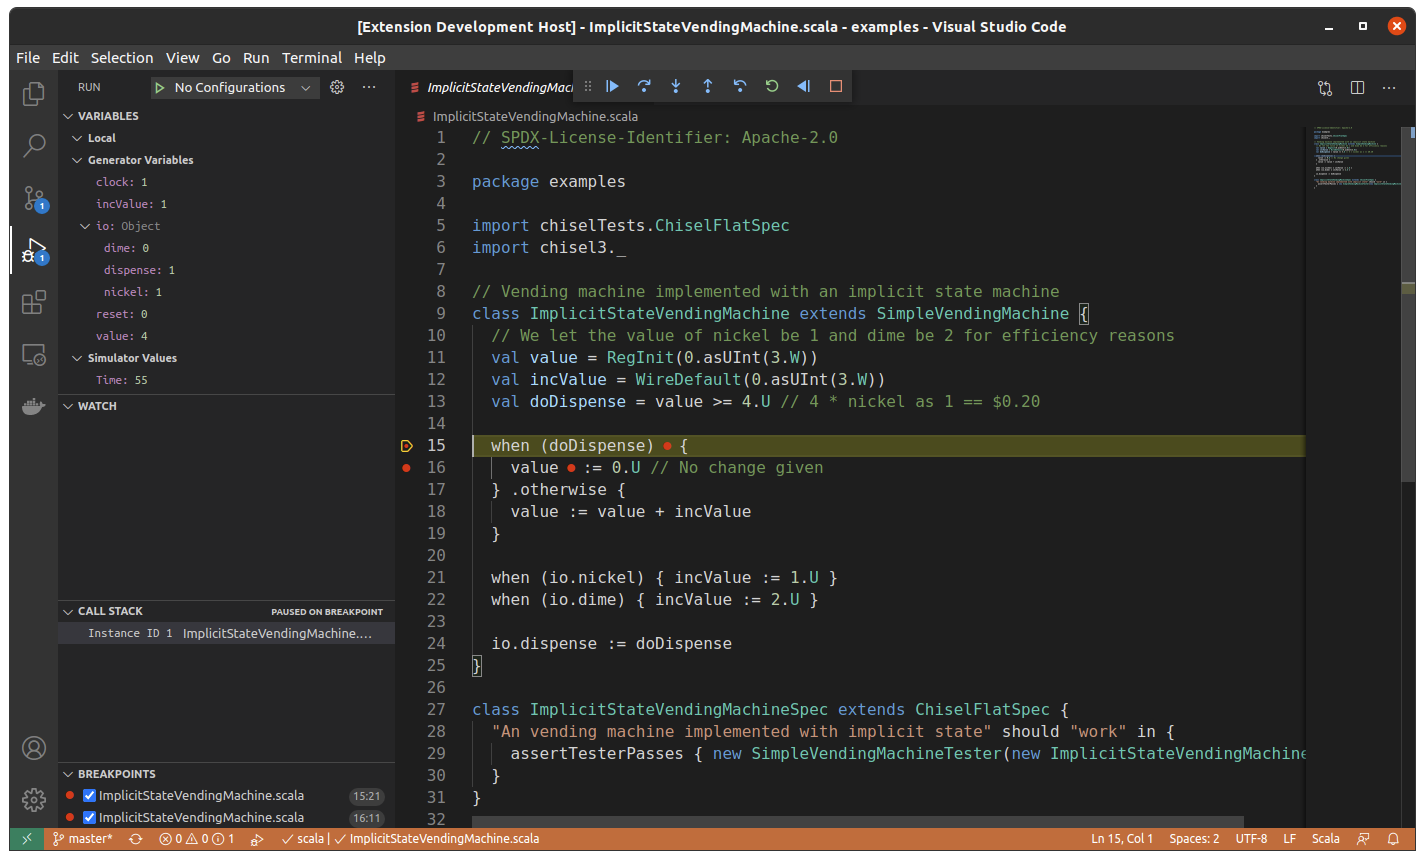 [Extension Development Host] - ImplicitStateVendingMachine.scala - examples - Visual Studio Code
File Edit Selection View Go Run Terminal Help
RUN No Configurations
VARIABLES
Local
Generator Variables
clock: 1
incValue: 1
io: Object
dime: 0
dispense: 1
nickel: 1
reset: 0
value: 4
Simulator Values
Time: 55
WATCH
CALL STACK PAUSED ON BREAKPOINT
Instance ID 1 ImplicitStateVendingMachine....
BREAKPOINTS
ImplicitStateVendingMachine.scala 15:21
ImplicitStateVendingMachine.scala 16:11
1
1
ImplicitStateVendingMach
ImplicitStateVendingMachine.scala
1 // SPDX-License-Identifier: Apache-2.0
2
3 package examples
4
5 import chiselTests.ChiselFlatSpec
6 import chisel3._
7
8 // Vending machine implemented with an implicit state machine
9 class ImplicitStateVendingMachine extends SimpleVendingMachine {
10 // We let the value of nickel be 1 and dime be 2 for efficiency reasons
11 val value = RegInit(0.asUInt(3.W))
12 val incValue = WireDefault(0.asUInt(3.W))
13 val doDispense = value >= 4.U // 4 * nickel as 1 == $0.20
14
15 when (doDispense) {
16 value := 0.U // No change given
17 } .otherwise {
18 value := value + incValue
19 }
20
21 when (io.nickel) { incValue := 1.U }
22 when (io.dime) { incValue := 2.U }
23
24 io.dispense := doDispense
25 }
26
27 class ImplicitStateVendingMachineSpec extends ChiselFlatSpec {
28 "An vending machine implemented with implicit state" should "work" in {
29 assertTesterPasses { new SimpleVendingMachineTester(new ImplicitStateVendingMachine
30 }
31 }
32
master* 0 0 1 scala | ImplicitStateVendingMachine.scala Ln 15, Col 1 Spaces: 2 UTF-8 LF Scala